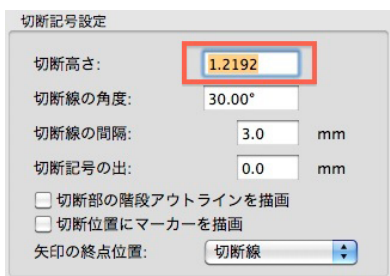 切断記号設定
切断高さ: 1.2192
切断線の角度: 30.00°
切断線の間隔: 3.0 mm
切断記号の出: 0.0 mm
切断部の階段アウトラインを描画
切断位置にマーカーを描画
矢印の終点位置: 切断線